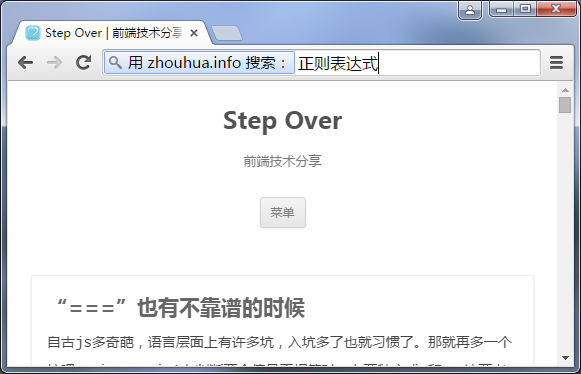 Step Over | 前端技术分享
用 zhouhua.info 搜索： 正则表达式
Step Over
前端技术分享
菜单
“===”也有不靠谱的时候
自古js多奇葩，语言层面上有许多坑，入坑多了也就习惯了。那就再多一个